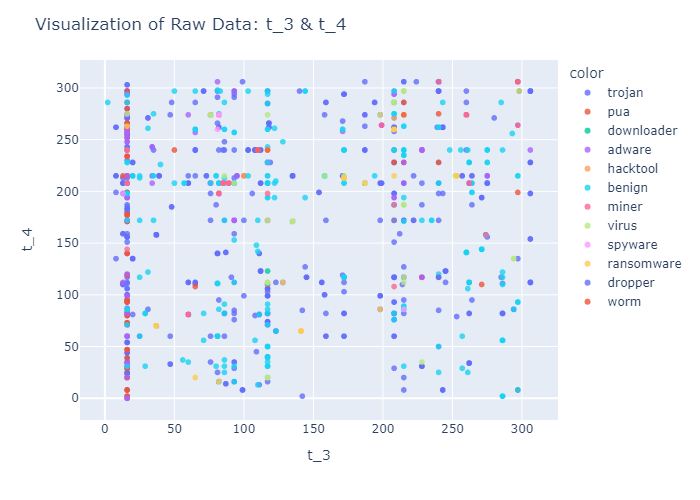 Visualization of Raw Data: t_3 & t_4
color
trojan
pua
downloader
adware
hacktool
benign
miner
virus
spyware
ransomware
dropper
worm
300
250
200
150
100
50
0
t_4
0 50 100 150 200 250 300
t_3